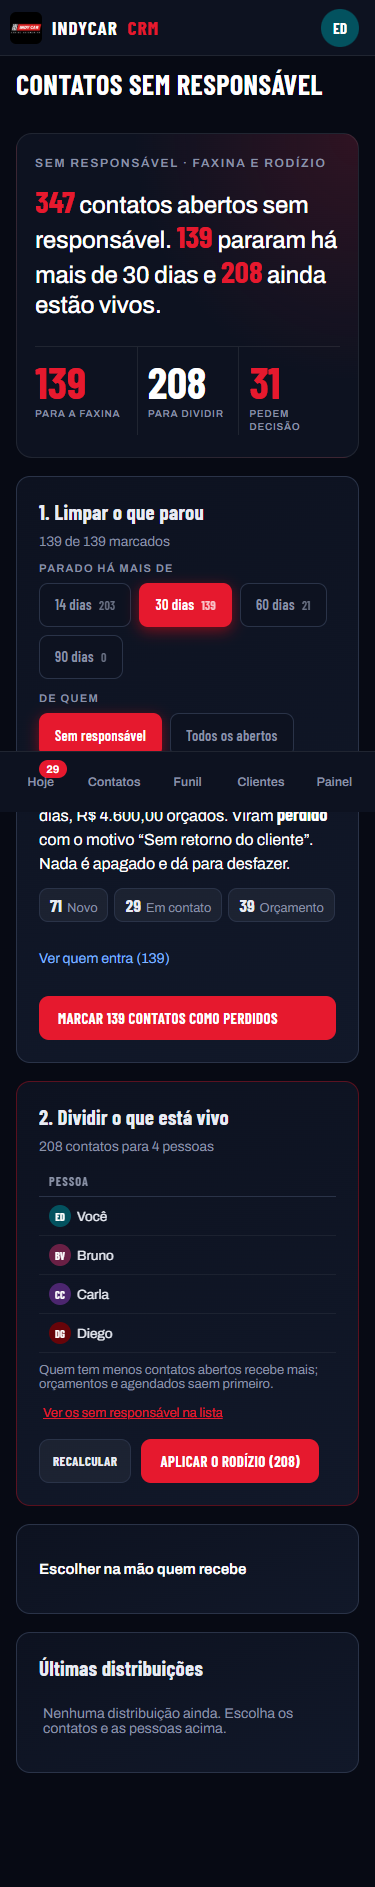 INDYCAR CRM
ED
CONTATOS SEM RESPONSÁVEL
SEM RESPONSÁVEL · FAXINA E RODÍZIO
347 contatos abertos sem
responsável. 139 pararam há
mais de 30 dias e 208 ainda
estão vivos.
139
PARA A FAXINA
208
PARA DIVIDIR
31
PEDEM
DECISÃO
1. Limpar o que parou
139 de 139 marcados
PARADO HÁ MAIS DE
14 dias 203
30 dias 139
60 dias 21
90 dias 0
DE QUEM
Sem responsável
Todos os abertos
29
Hoje
Contatos
Funil
Clientes
Painel
dias, R$ 4.600,00 orçados. Viram perdido
com o motivo “Sem retorno do cliente”.
Nada é apagado e dá para desfazer.
71 Novo
29 Em contato
39 Orçamento
Ver quem entra (139)
MARCAR 139 CONTATOS COMO PERDIDOS
2. Dividir o que está vivo
208 contatos para 4 pessoas
PESSOA
ED Você
BV Bruno
CC Carla
DG Diego
Quem tem menos contatos abertos recebe mais;
orçamentos e agendados saem primeiro.
Ver os sem responsável na lista
RECALCULAR
APLICAR O RODÍZIO (208)
Escolher na mão quem recebe
Últimas distribuições
Nenhuma distribuição ainda. Escolha os
contatos e as pessoas acima.